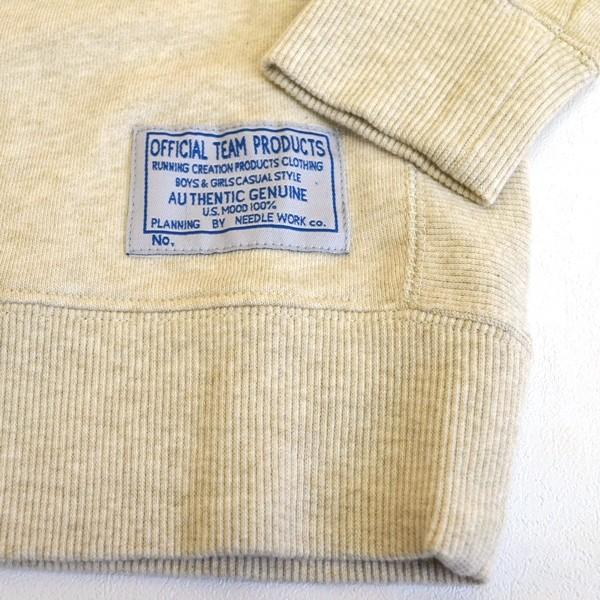 OFFICIAL TEAM PRODUCTS
RUNNING CREATION PRODUCTS CLOTHING
BOYS & GIRLS CASUAL STYLE
AUTHENTIC GENUINE
U.S. MOOD 100%
PLANNING BY NEEDLE WORK CO.
No.